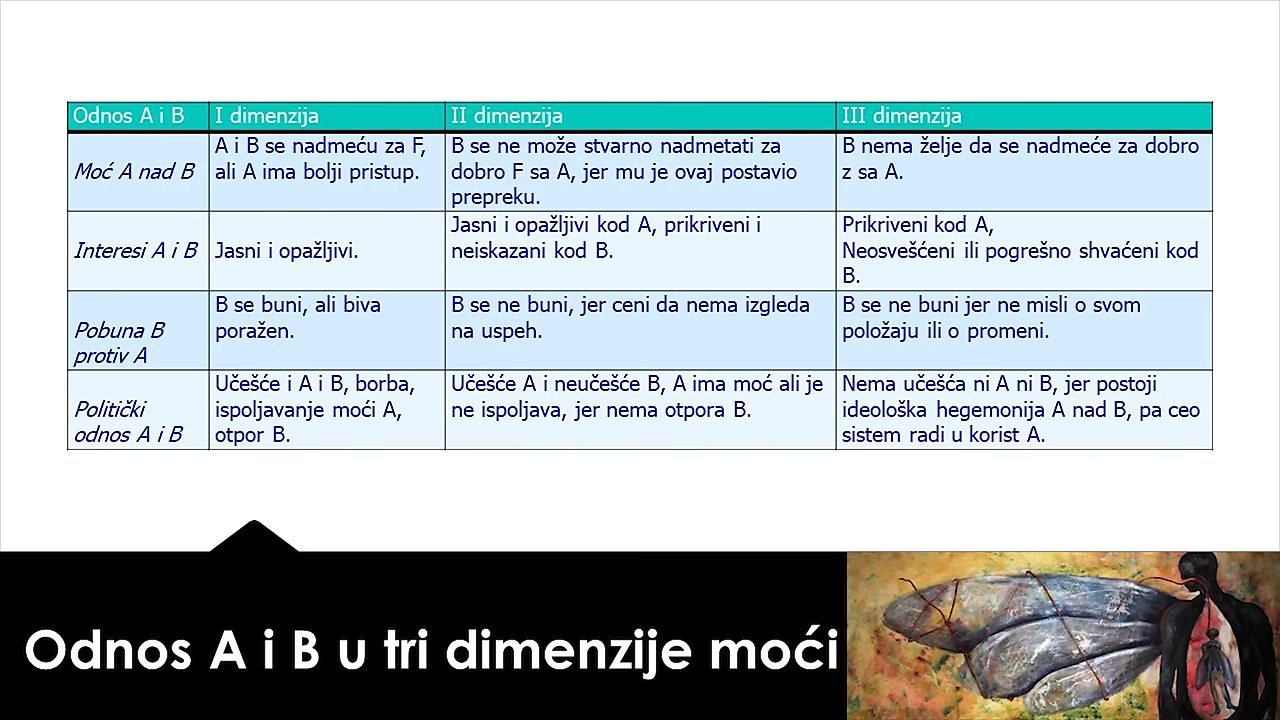 Odnos A i B
I dimenzija
II dimenzija
III dimenzija
Moć A nad B
A i B se nadmeću za F,
ali A ima bolji pristup.
B se ne može stvarno nadmetati za
dobro F sa A, jer mu je ovaj postavio
prepreku.
B nema želje da se nadmeće za dobro
z sa A.
Interesi A i B
Jasni i opažljivi.
Jasni i opažljivi kod A, prikriveni i
neiskazani kod B.
Prikriveni kod A,
Neosvešćeni ili pogrešno shvaćeni kod
B.
Pobuna B
protiv A
B se buni, ali biva
poražen.
B se ne buni, jer ceni da nema izgleda
na uspeh.
B se ne buni jer ne misli o svom
položaju ili o promeni.
Politički
odnos A i B
Učešće i A i B, borba,
ispoljavanje moći A,
otpor B.
Učešće A i neučešće B, A ima moć ali je
ne ispoljava, jer nema otpora B.
Nema učešća ni A ni B, jer postoji
ideološka hegemonija A nad B, pa ceo
sistem radi u korist A.
Odnos A i B u tri dimenzije moći